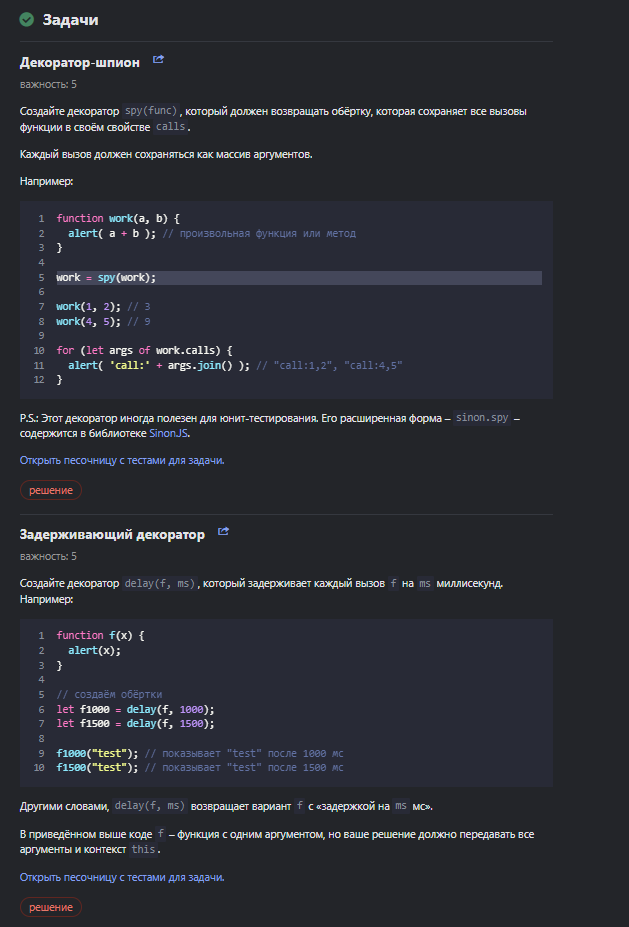 Задачи
Декоратор-шпион
важность: 5
Создайте декоратор spy(func), который должен возвращать обёртку, которая сохраняет все вызовы
функции в своём свойстве calls.
Каждый вызов должен сохраняться как массив аргументов.
Например:
1 function work(a, b) {
2 alert( a + b ); // произвольная функция или метод
3 }
4
5 work = spy(work);
6
7 work(1, 2); // 3
8 work(4, 5); // 9
9
10 for (let args of work.calls) {
11 alert( 'call:' + args.join() ); // "call:1,2", "call:4,5"
12 }
P.S.: Этот декоратор иногда полезен для юнит-тестирования. Его расширенная форма – sinon.spy –
содержится в библиотеке SinonJS.
Открыть песочницу с тестами для задачи.
решение
Задерживающий декоратор
важность: 5
Создайте декоратор delay(f, ms), который задерживает каждый вызов f на ms миллисекунд.
Например:
1 function f(x) {
2 alert(x);
3 }
4
5 // создаём обёртки
6 let f1000 = delay(f, 1000);
7 let f1500 = delay(f, 1500);
8
9 f1000("test"); // показывает "test" после 1000 мс
10 f1500("test"); // показывает "test" после 1500 мс
Другими словами, delay(f, ms) возвращает вариант f с «задержкой на ms мс».
В приведённом выше коде f – функция с одним аргументом, но ваше решение должно передавать все
аргументы и контекст this.
Открыть песочницу с тестами для задачи.
решение